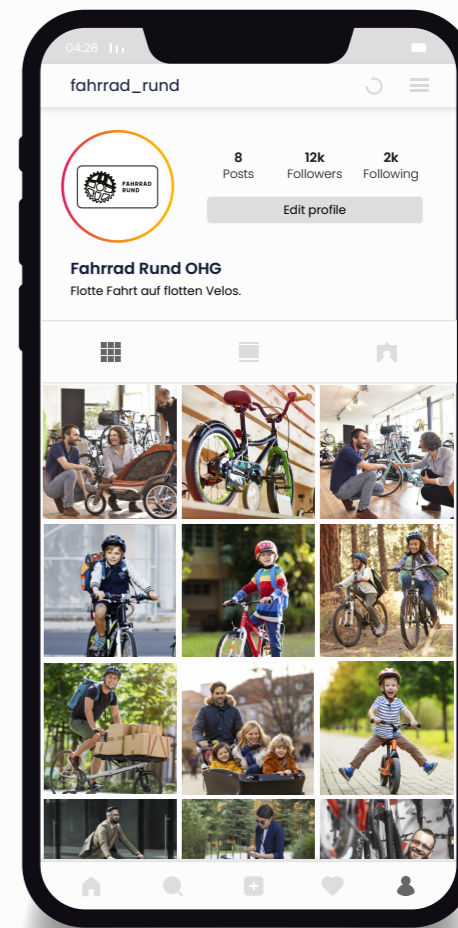 04:28
fahrrad_rund
FAHRRAD
RUND
8 12k 2k
Posts Followers Following
Edit profile
Fahrrad Rund OHG
Flotte Fahrt auf flotten Velos.